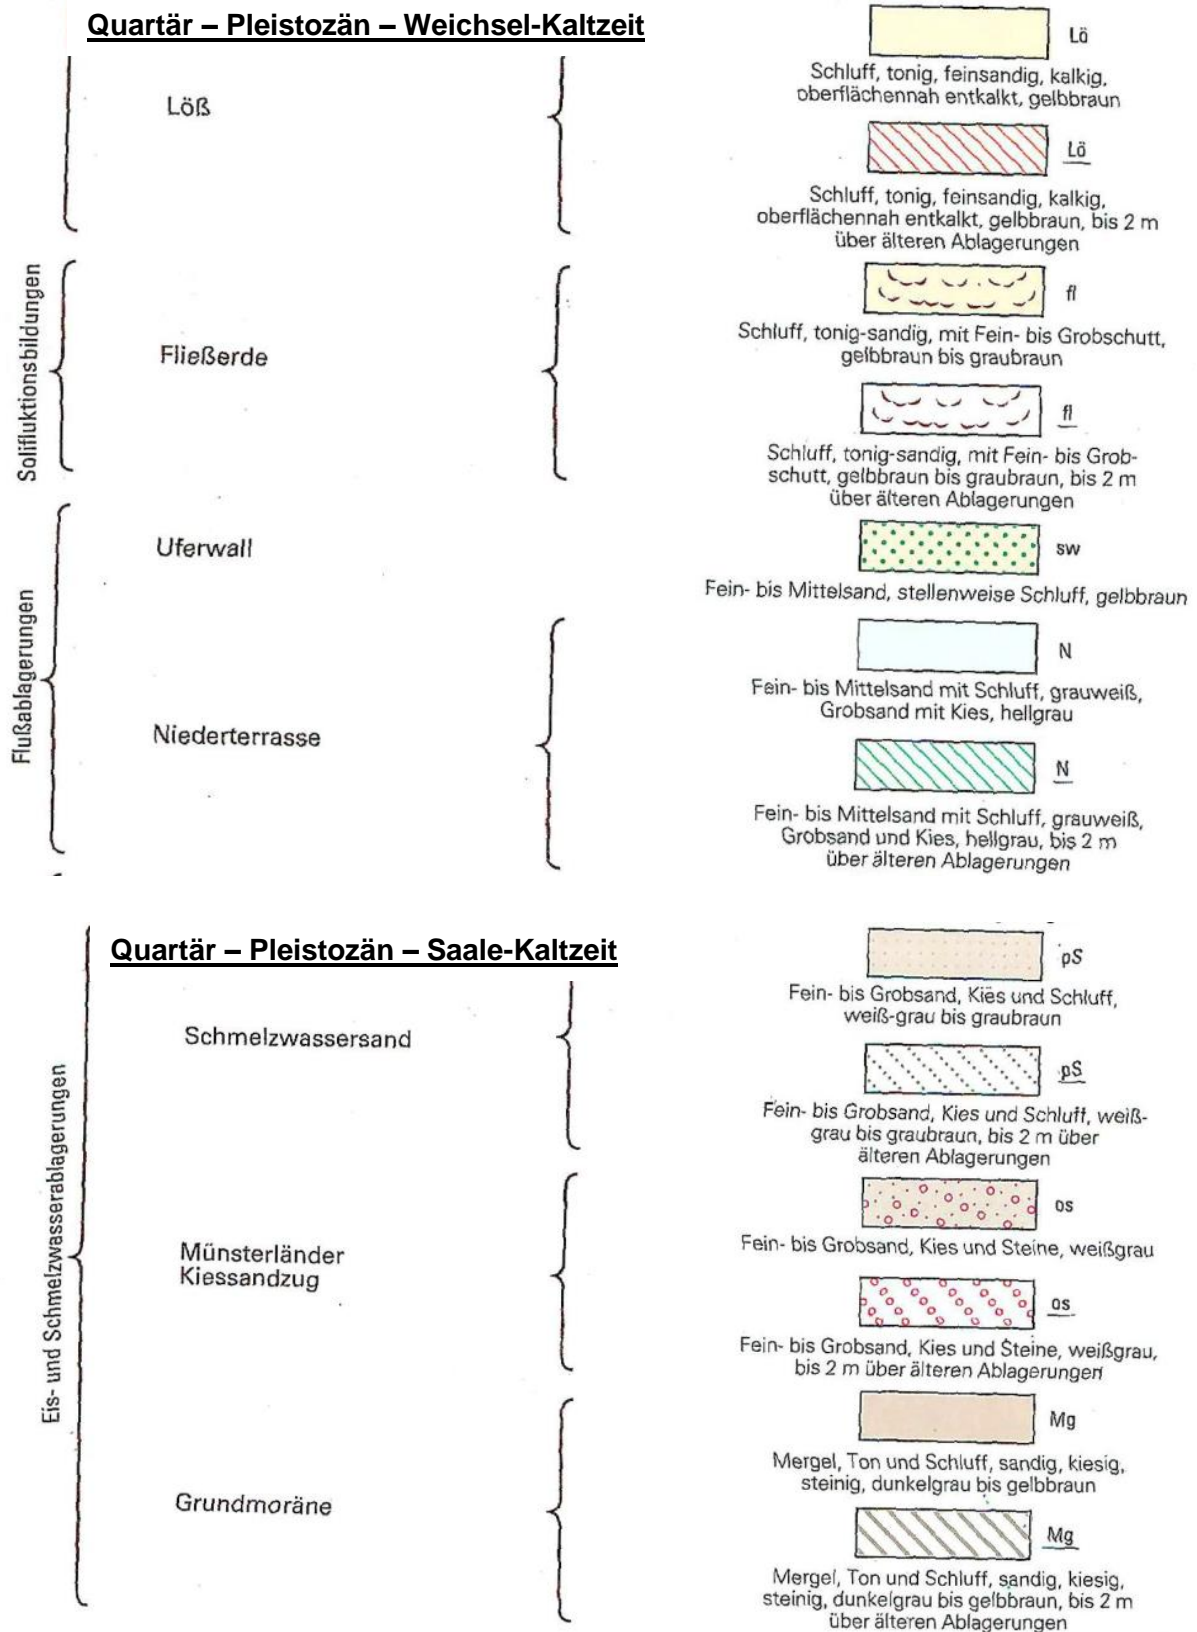 Quartär – Pleistozän – Weichsel-Kaltzeit
Löß
Lö
Schluff, tonig, feinsandig, kalkig,
oberflächennah entkalkt, gelbbraun
Lö
Schluff, tonig, feinsandig, kalkig,
oberflächennah entkalkt, gelbbraun, bis 2 m
über älteren Ablagerungen
Solifluktionsbildungen
Fließerde
fl
Schluff, tonig-sandig, mit Fein- bis Grobschutt,
gelbbraun bis graubraun
fl
Schluff, tonig-sandig, mit Fein- bis Grob-
schutt, gelbbraun bis graubraun, bis 2 m
über älteren Ablagerungen
Flußablagerungen
Uferwall
sw
Fein- bis Mittelsand, stellenweise Schluff, gelbbraun
Niederterrasse
N
Fein- bis Mittelsand mit Schluff, grauweiß,
Grobsand mit Kies, hellgrau
N
Fein- bis Mittelsand mit Schluff, grauweiß,
Grobsand und Kies, hellgrau, bis 2 m
über älteren Ablagerungen
Quartär – Pleistozän – Saale-Kaltzeit
Eis- und Schmelzwasserablagerungen
Schmelzwassersand
pS
Fein- bis Grobsand, Kies und Schluff,
weiß-grau bis graubraun
pS
Fein- bis Grobsand, Kies und Schluff, weiß-
grau bis graubraun, bis 2 m über
älteren Ablagerungen
Münsterländer
Kiessandzug
os
Fein- bis Grobsand, Kies und Steine, weißgrau
os
Fein- bis Grobsand, Kies und Steine, weißgrau,
bis 2 m über älteren Ablagerungen
Grundmoräne
Mg
Mergel, Ton und Schluff, sandig, kiesig,
steinig, dunkelgrau bis gelbbraun
Mg
Mergel, Ton und Schluff, sandig, kiesig,
steinig, dunkelgrau bis gelbbraun, bis 2 m
über älteren Ablagerungen